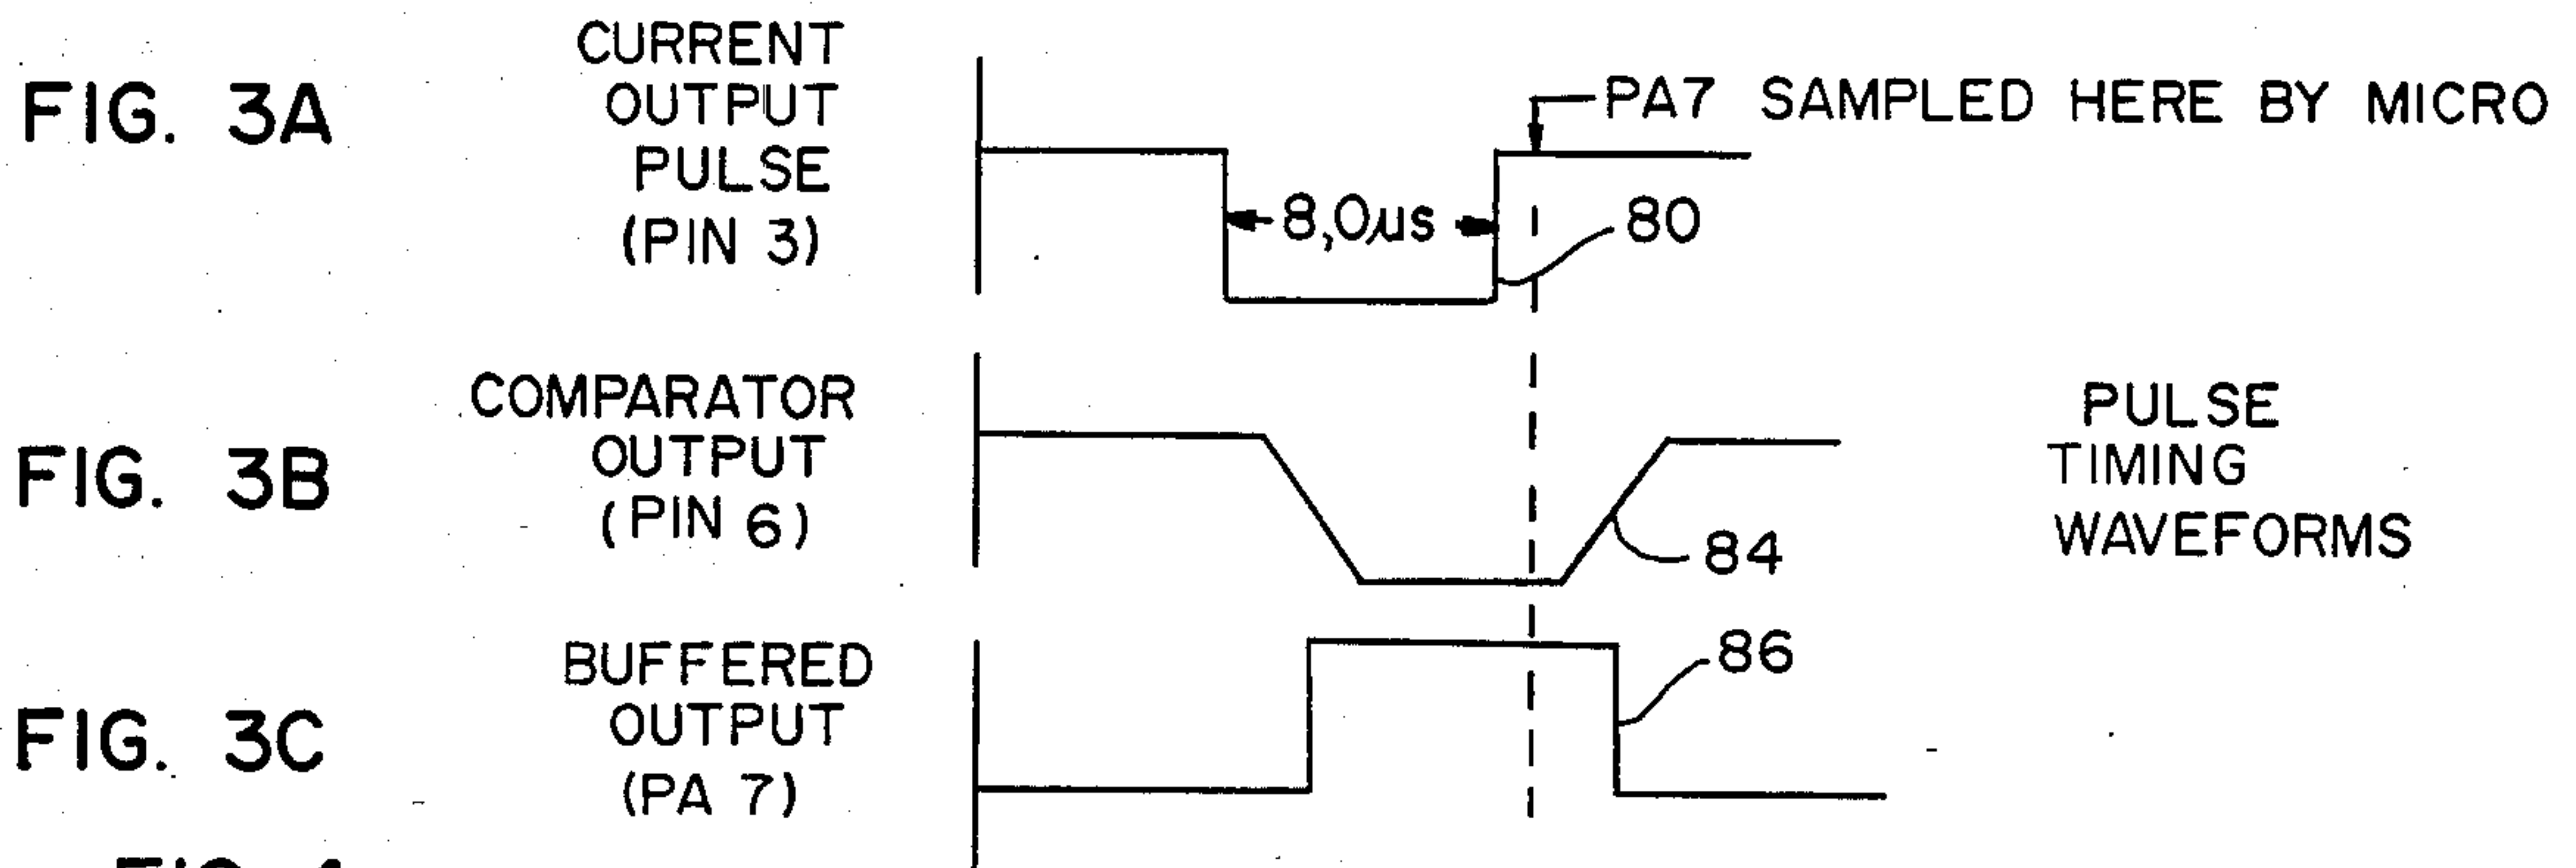 FIG. 3A
CURRENT
OUTPUT
PULSE
(PIN 3)
PA7 SAMPLED HERE BY MICRO
8,0µs
80
FIG. 3B
COMPARATOR
OUTPUT
(PIN 6)
84
PULSE
TIMING
WAVEFORMS
FIG. 3C
BUFFERED
OUTPUT
(PA 7)
86